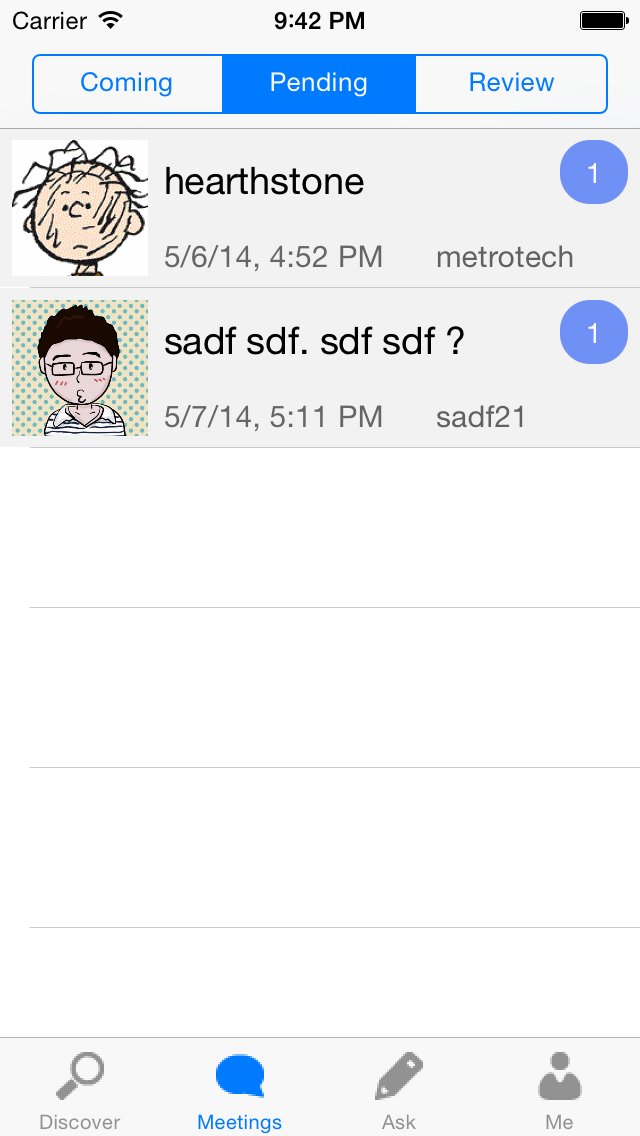 Carrier 9:42 PM
Coming Pending Review
hearthstone 1
5/6/14, 4:52 PM metrotech
sadf sdf. sdf sdf ? 1
5/7/14, 5:11 PM sadf21
Discover Meetings Ask Me